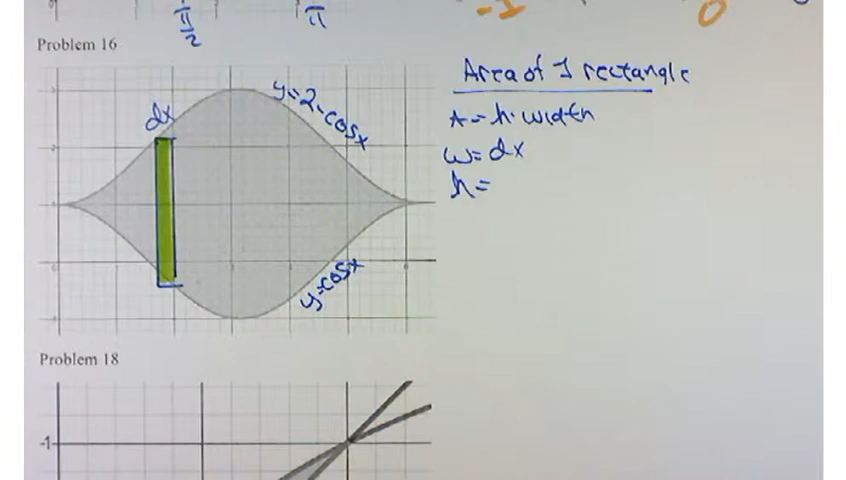 π/2
π
-1
0
Problem 16
Area of 1 rectangle
A=h·width
w=dx
h=
dx
y=2-cosx
y=cosx
Problem 18
-1